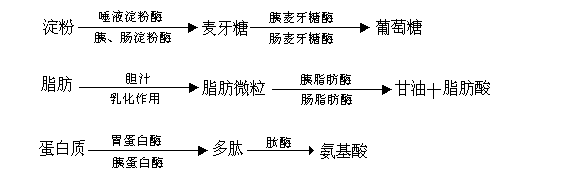 唾液淀粉酶 胰麦牙糖酶
淀粉 麦牙糖 葡萄糖
胰、肠淀粉酶 肠麦牙糖酶
胆汁 胰脂肪酶
脂肪 脂肪微粒 甘油+脂肪酸
乳化作用 肠脂肪酶
胃蛋白酶 肽酶
蛋白质 多肽 氨基酸
胰蛋白酶